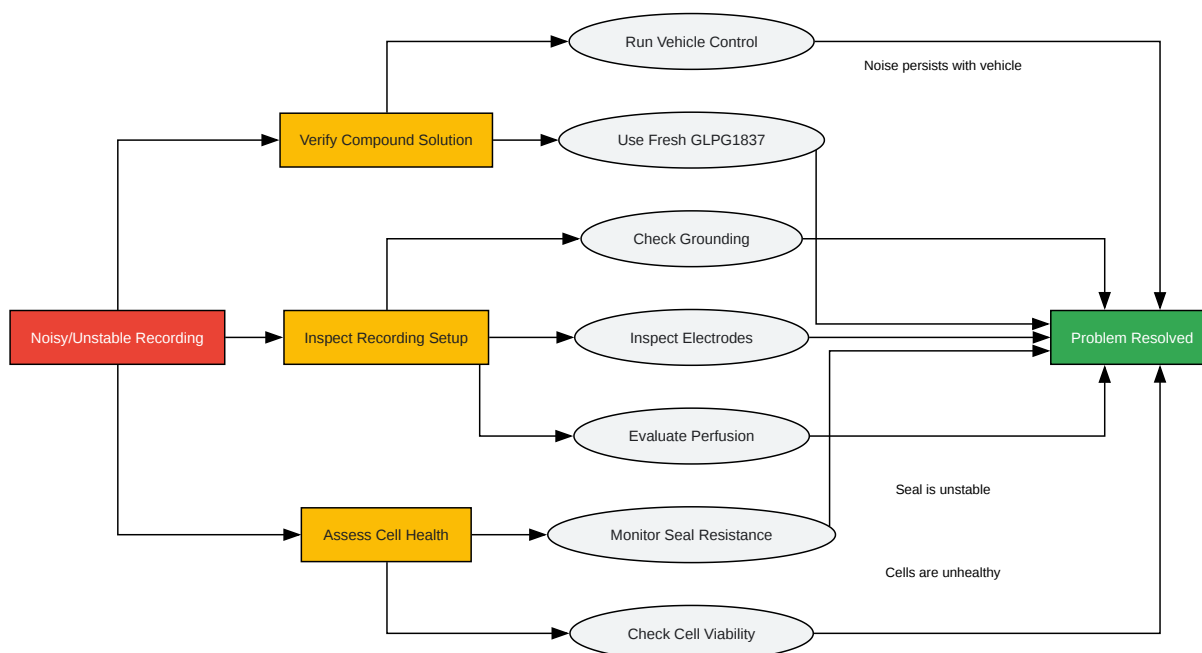 Run Vehicle Control
Noise persists with vehicle
Verify Compound Solution
Use Fresh GLPG1837
Check Grounding
Noisy/Unstable Recording
Inspect Recording Setup
Inspect Electrodes
Problem Resolved
Evaluate Perfusion
Seal is unstable
Assess Cell Health
Monitor Seal Resistance
Cells are unhealthy
Check Cell Viability